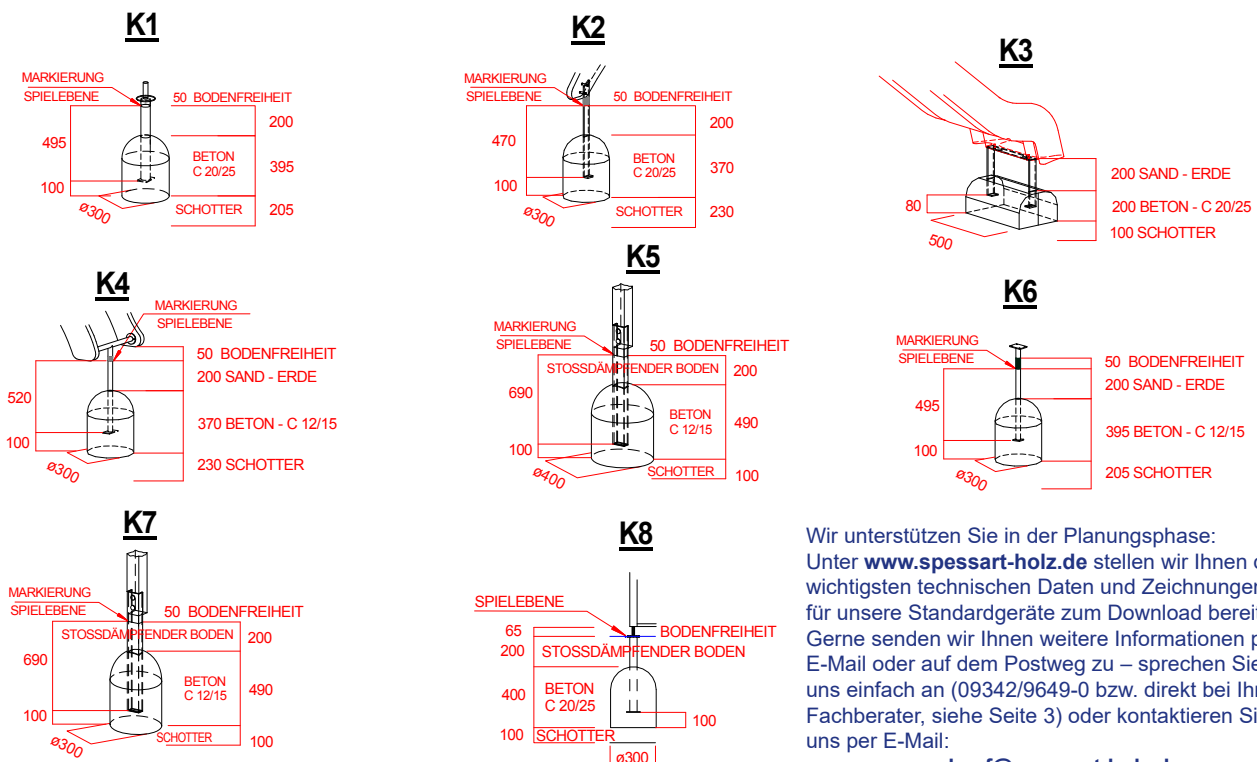 K1
MARKIERUNG
SPIELEBENE
50 BODENFREIHEIT
200
495
BETON
C 20/25
395
100
ø300
SCHOTTER
205
K2
MARKIERUNG
SPIELEBENE
50 BODENFREIHEIT
200
470
BETON
C 20/25
370
100
ø300
SCHOTTER
230
K3
200 SAND - ERDE
80
200 BETON - C 20/25
500
100 SCHOTTER
K4
MARKIERUNG
SPIELEBENE
50 BODENFREIHEIT
200 SAND - ERDE
520
370 BETON - C 12/15
100
ø300
230 SCHOTTER
K5
MARKIERUNG
SPIELEBENE
50 BODENFREIHEIT
STOSSDÄMPFENDER BODEN
200
690
BETON
C 12/15
490
100
ø400
SCHOTTER
100
K6
MARKIERUNG
SPIELEBENE
50 BODENFREIHEIT
200 SAND - ERDE
495
395 BETON - C 12/15
100
ø300
205 SCHOTTER
K7
MARKIERUNG
SPIELEBENE
50 BODENFREIHEIT
STOSSDÄMPFENDER BODEN
200
690
BETON
C 12/15
490
100
ø300
SCHOTTER
100
K8
SPIELEBENE
65
BODENFREIHEIT
200
STOSSDÄMPFENDER BODEN
400
BETON
C 20/25
100
100
SCHOTTER
ø300
Wir unterstützen Sie in der Planungsphase:
Unter www.spessart-holz.de stellen wir Ihnen
wichtigsten technischen Daten und Zeichnungen
für unsere Standardgeräte zum Download bereit
Gerne senden wir Ihnen weitere Informationen p
E-Mail oder auf dem Postweg zu – sprechen Sie
uns einfach an (09342/9649-0 bzw. direkt bei Ihr
Fachberater, siehe Seite 3) oder kontaktieren Si
uns per E-Mail: